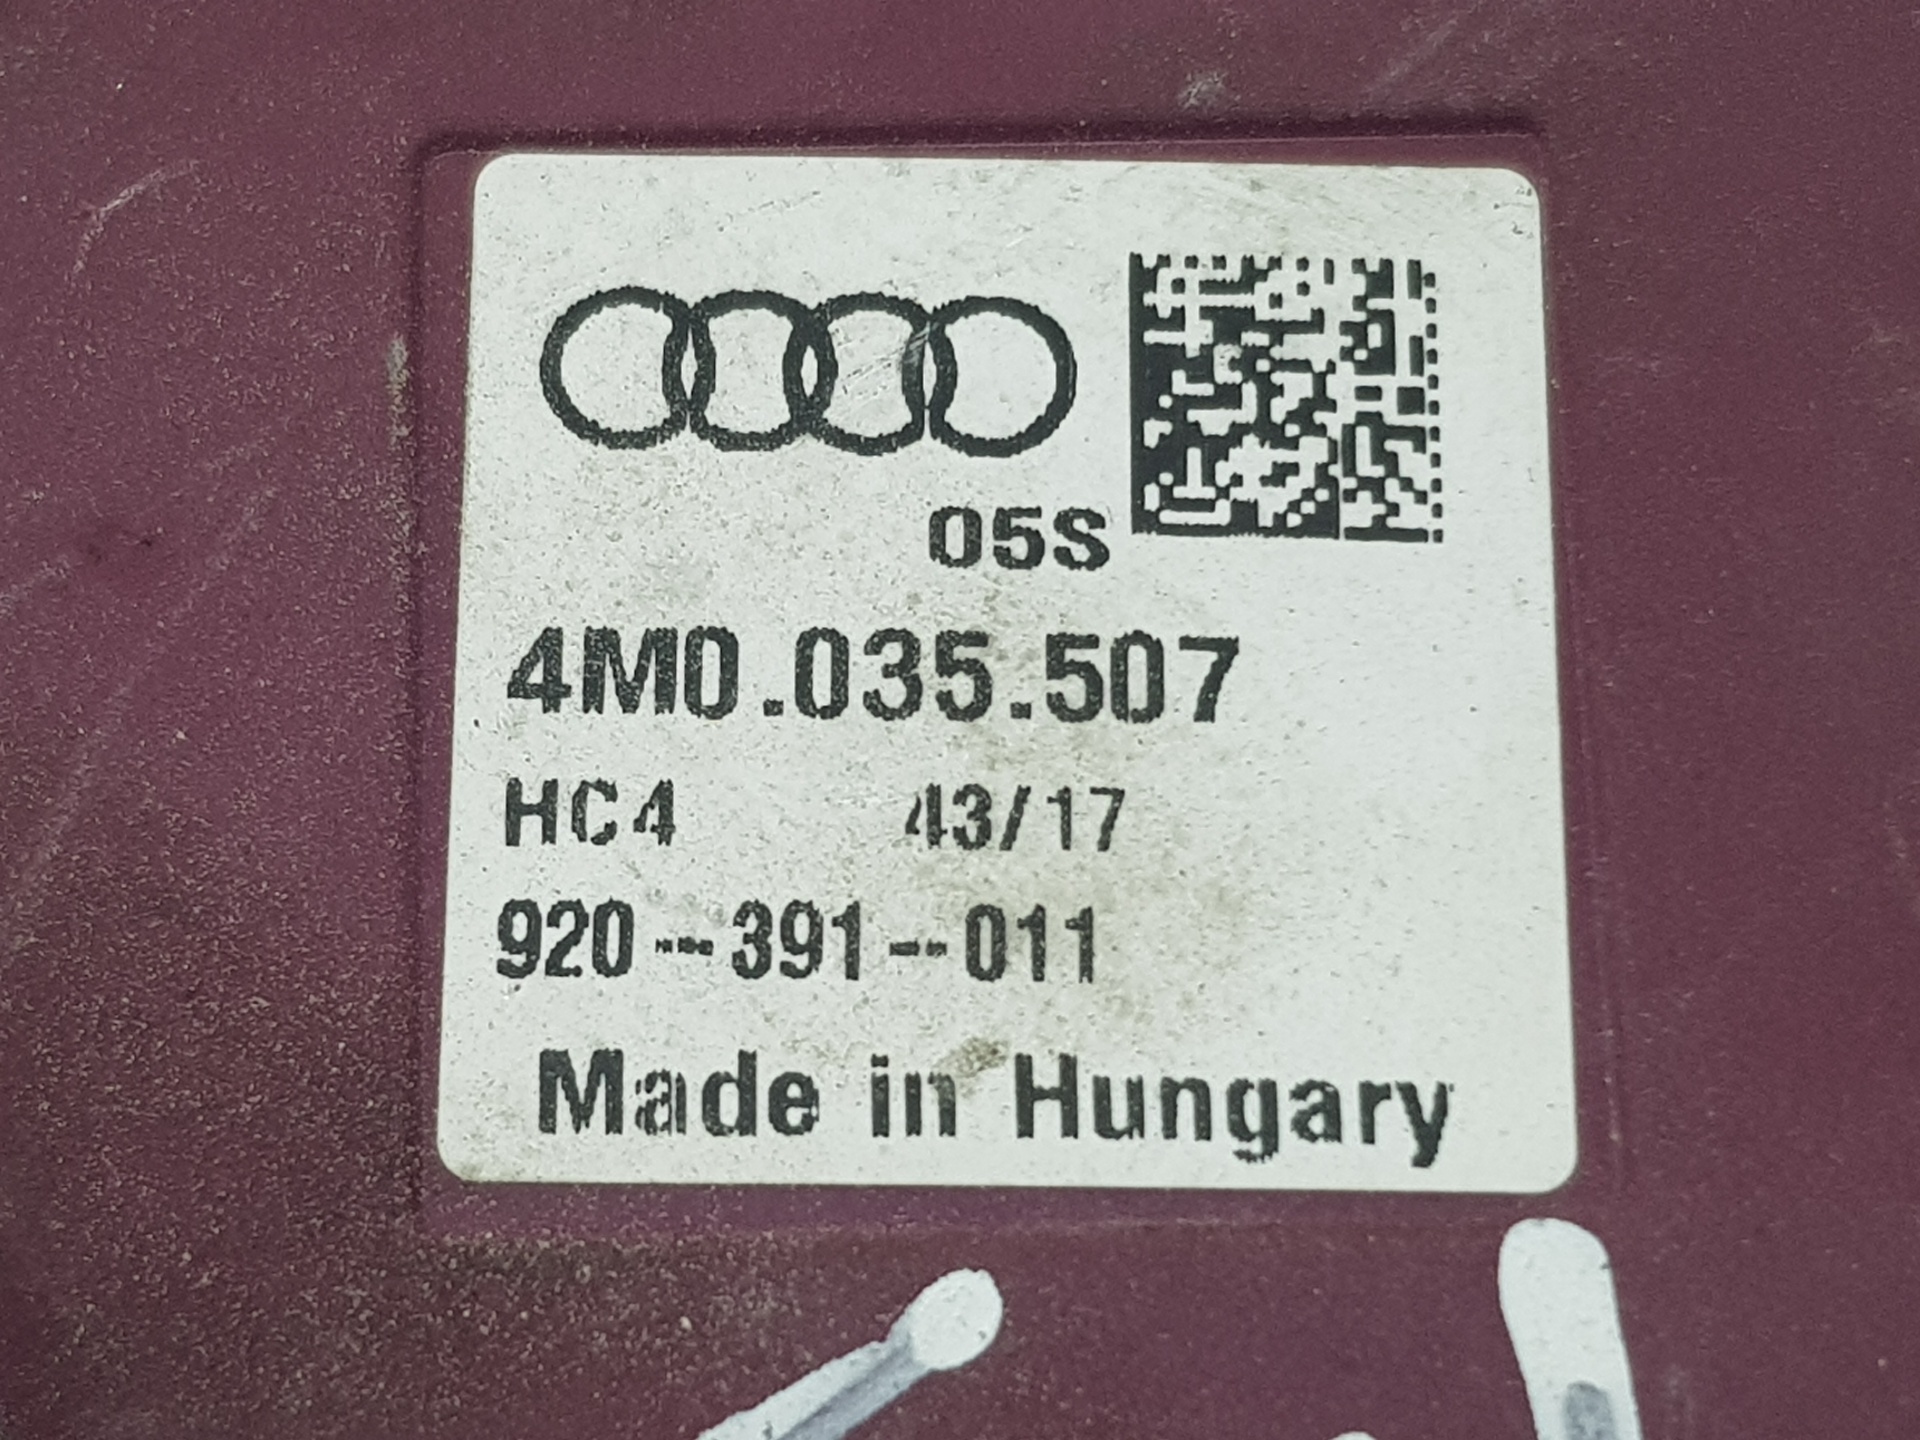 05S
4M0.035.507
HC4 43/17
920-391-011
Made in Hungary